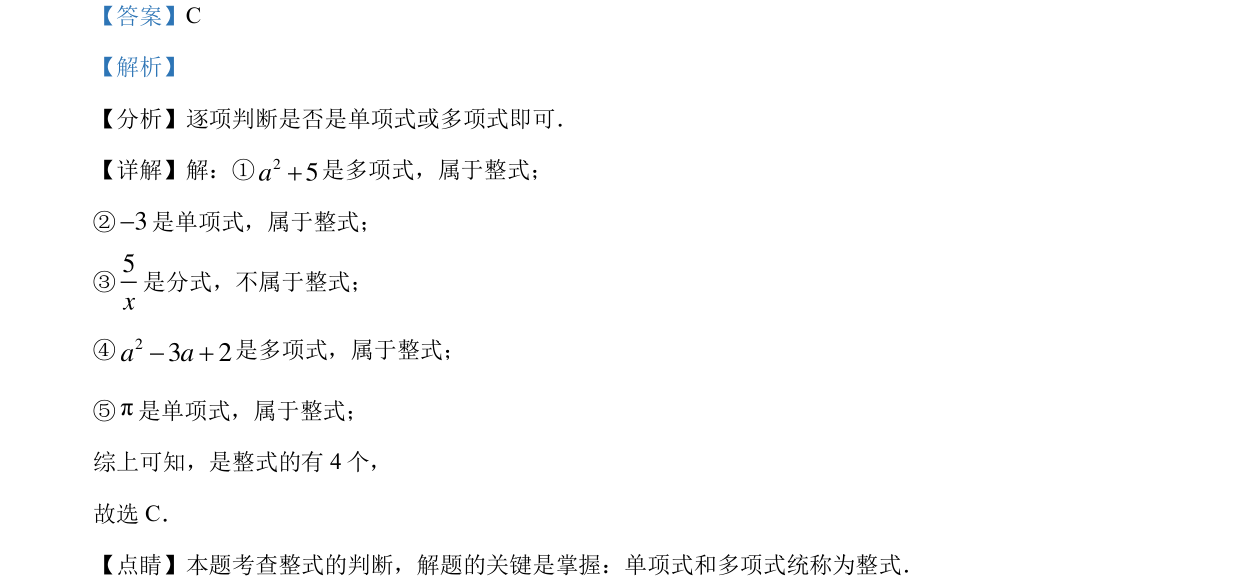 【答案】C
【解析】
【分析】逐项判断是否是单项式或多项式即可．
【详解】解：①a²+5是多项式，属于整式；
②−3是单项式，属于整式；
③5/x是分式，不属于整式；
④a²−3a+2是多项式，属于整式；
⑤π是单项式，属于整式；
综上可知，是整式的有 4 个，
故选 C．
【点睛】本题考查整式的判断，解题的关键是掌握：单项式和多项式统称为整式．